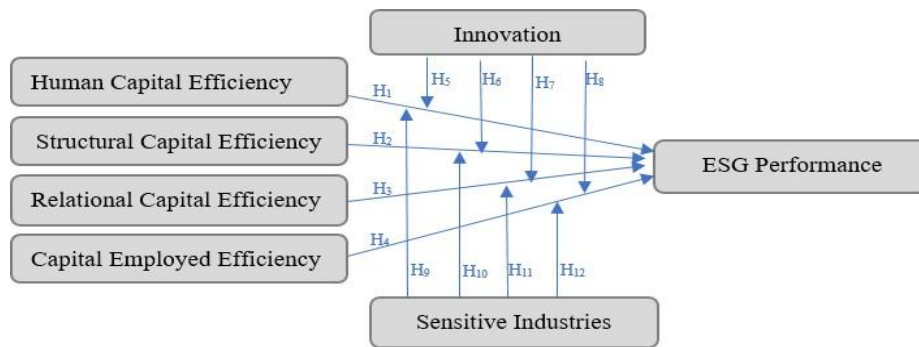 Innovation
H₅
H₆
H₇
H₈
Human Capital Efficiency
H₁
Structural Capital Efficiency
H₂
ESG Performance
Relational Capital Efficiency
H₃
Capital Employed Efficiency
H₄
H₉
H₁₀
H₁₁
H₁₂
Sensitive Industries